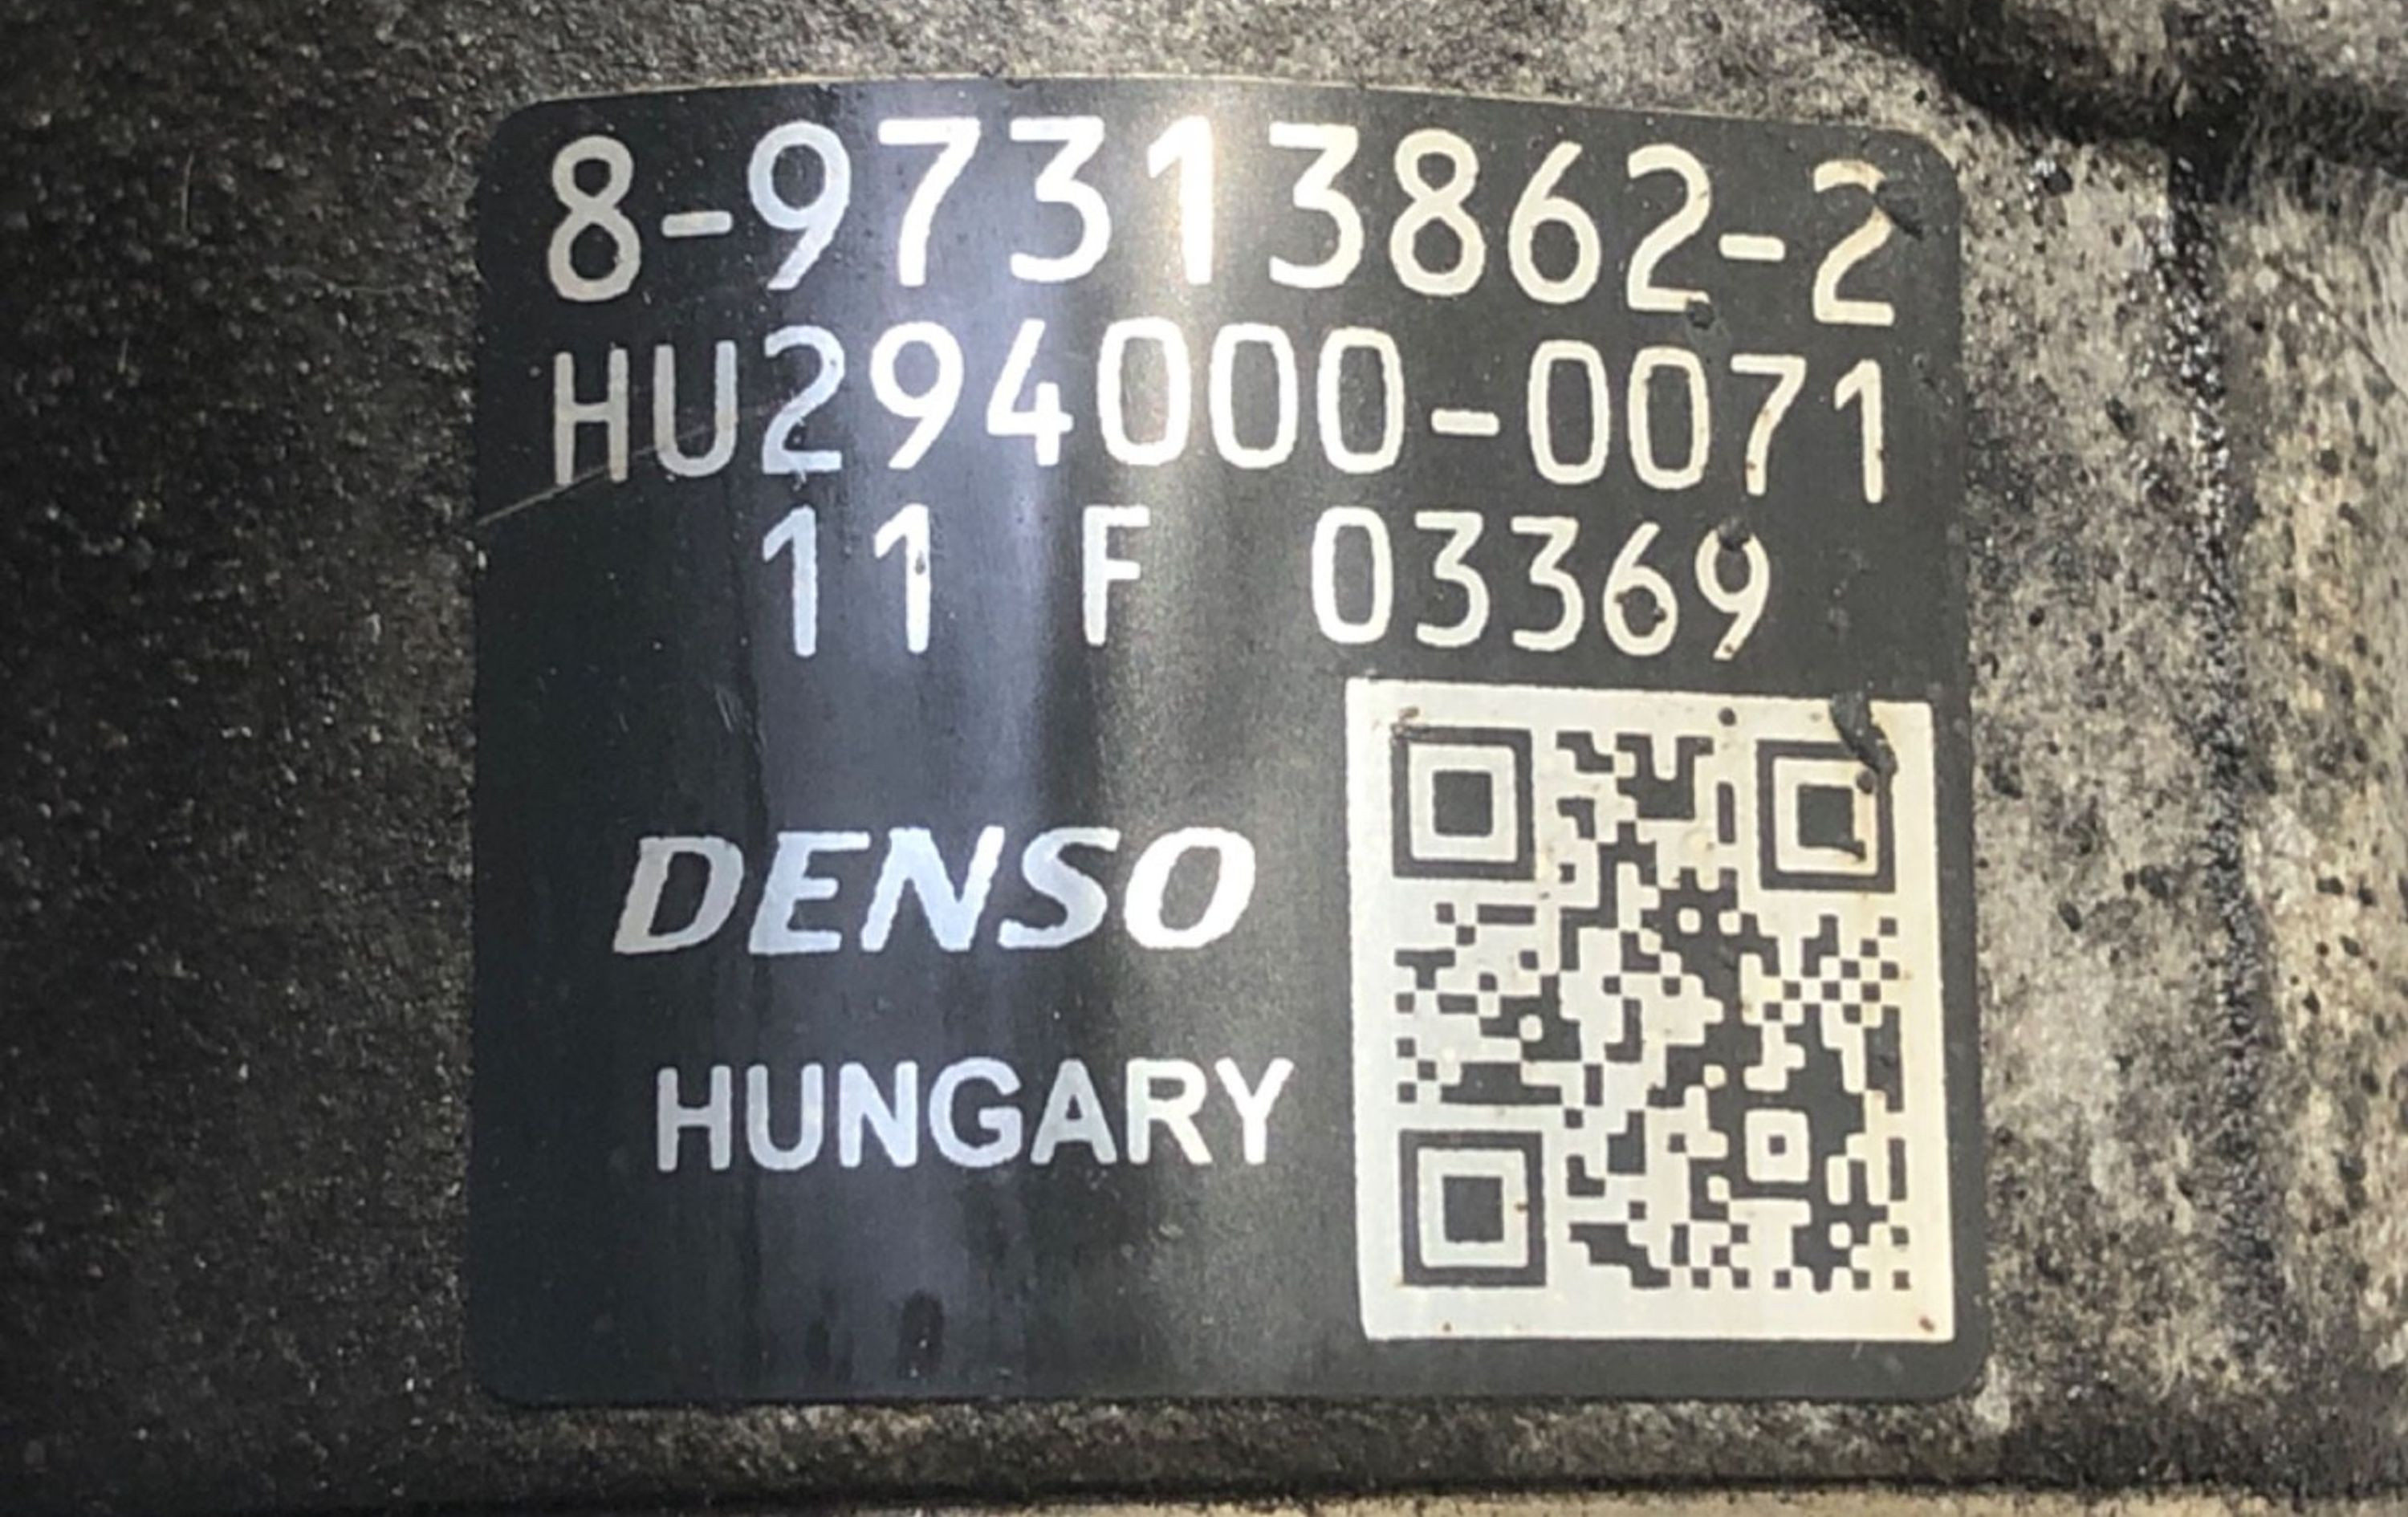 8-97313862-2
HU294000-0071
11 F 03369
DENSO
HUNGARY